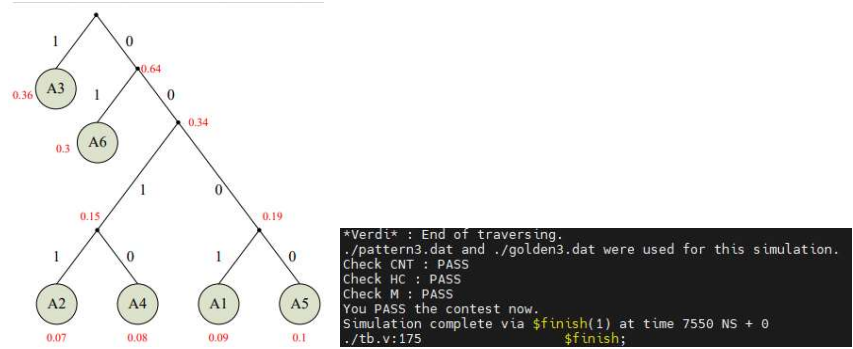 1 0
0.64
0.36 A3 1 0
0.34
0.3 A6
1 0
0.15 0.19
1 0 1 0
A2 A4 A1 A5
0.07 0.08 0.09 0.1
*Verdi* : End of traversing.
./pattern3.dat and ./golden3.dat were used for this simulation.
Check CNT : PASS
Check HC : PASS
Check M : PASS
You PASS the contest now.
Simulation complete via $finish(1) at time 7550 NS + 0
./tb.v:175 $finish;